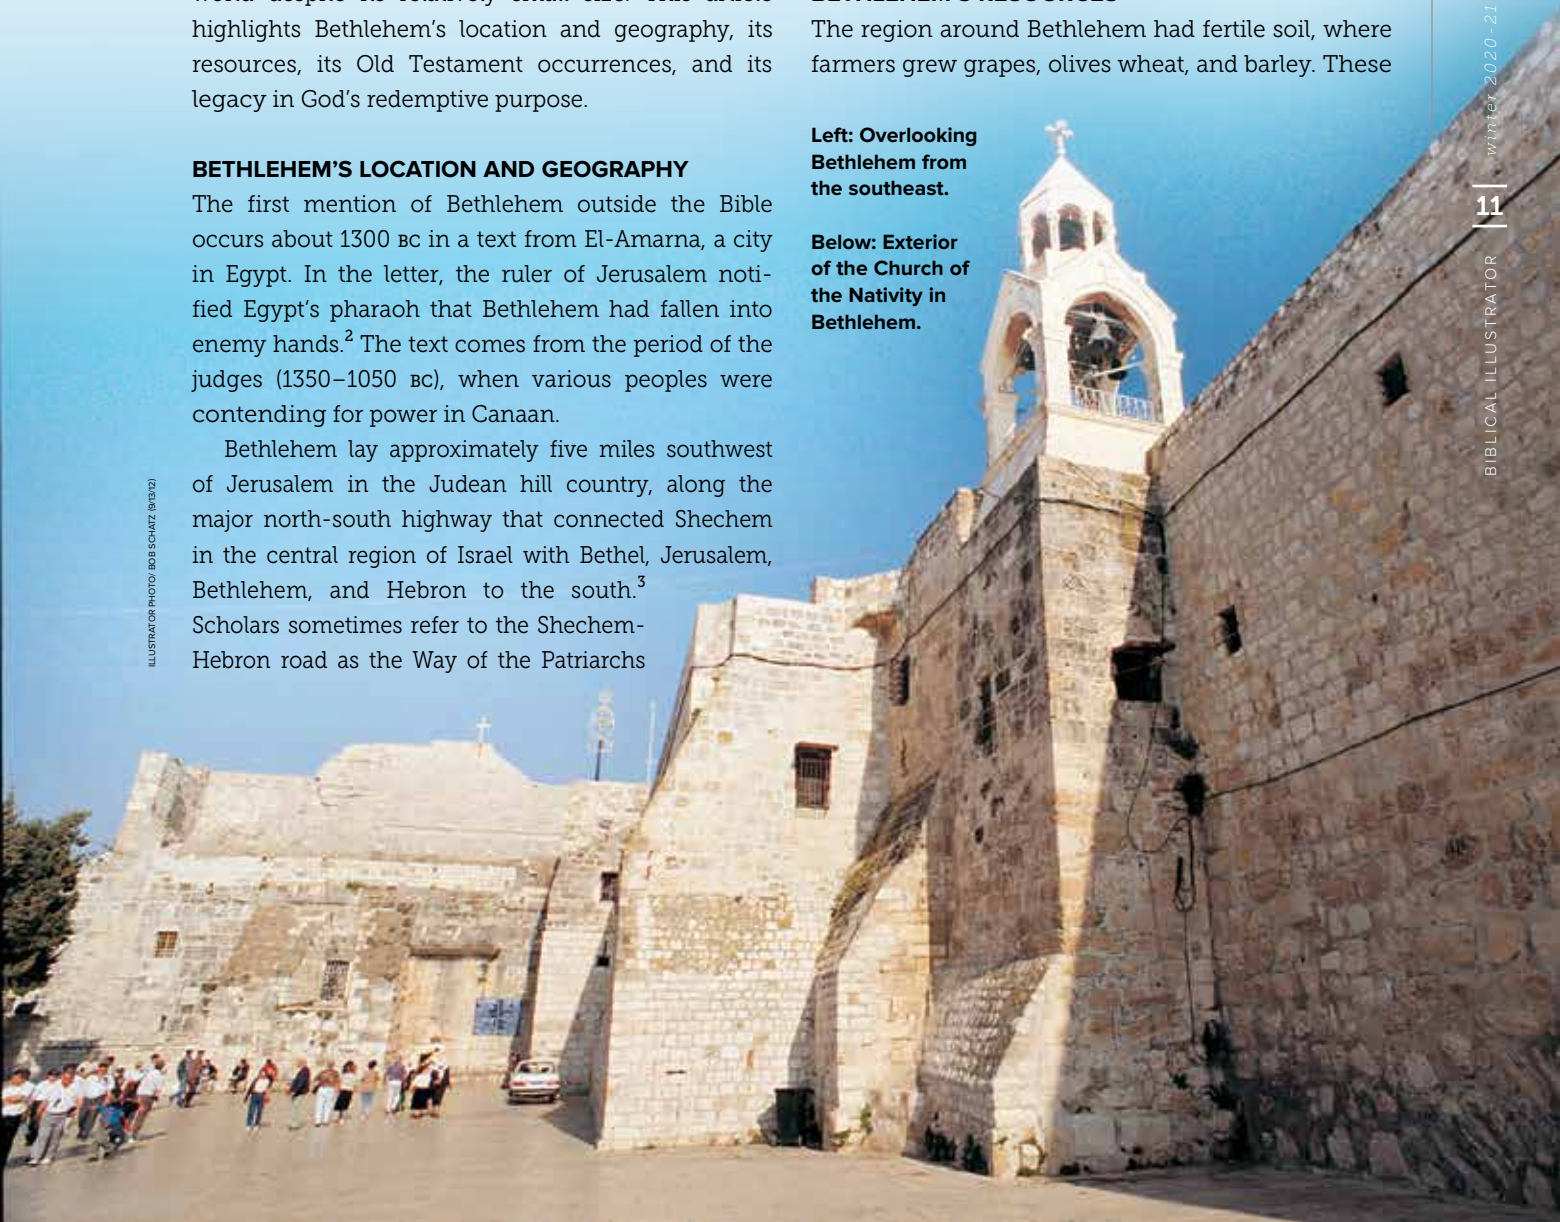 highlights Bethlehem’s location and geography, its
resources, its Old Testament occurrences, and its
legacy in God’s redemptive purpose.
BETHLEHEM’S LOCATION AND GEOGRAPHY
The first mention of Bethlehem outside the Bible
occurs about 1300 BC in a text from El-Amarna, a city
in Egypt. In the letter, the ruler of Jerusalem noti-
fied Egypt’s pharaoh that Bethlehem had fallen into
enemy hands.² The text comes from the period of the
judges (1350–1050 BC), when various peoples were
contending for power in Canaan.
Bethlehem lay approximately five miles southwest
of Jerusalem in the Judean hill country, along the
major north-south highway that connected Shechem
in the central region of Israel with Bethel, Jerusalem,
Bethlehem, and Hebron to the south.³
Scholars sometimes refer to the Shechem-
Hebron road as the Way of the Patriarchs
The region around Bethlehem had fertile soil, where
farmers grew grapes, olives wheat, and barley. These
Left: Overlooking
Bethlehem from
the southeast.
Below: Exterior
of the Church of
the Nativity in
Bethlehem.
ILLUSTRATOR PHOTO/ BOB SCHATZ (9/13/12)
winter 2020-21
11
BIBLICAL ILLUSTRATOR